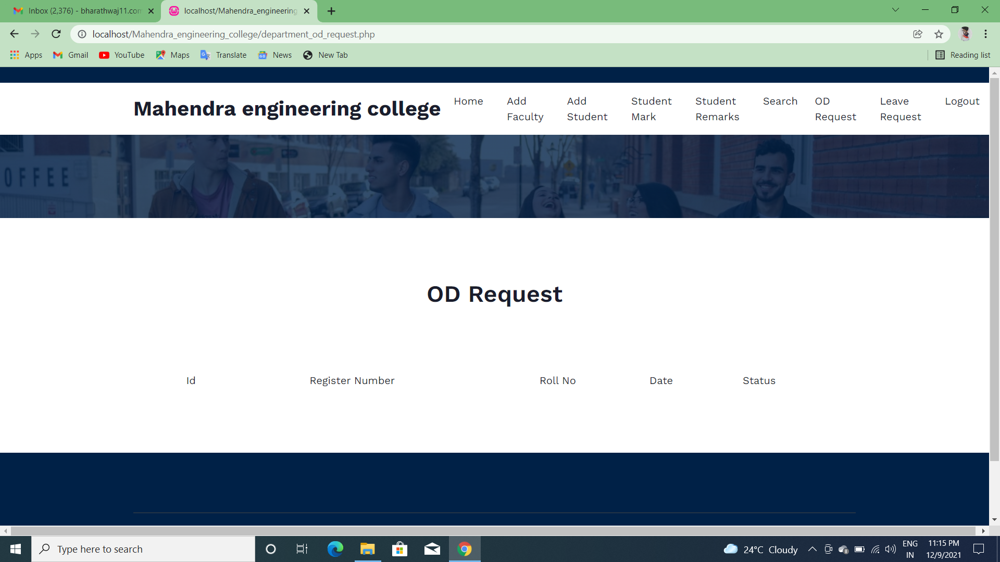 Inbox (2,376) - bharathwaj11.com
localhost/Mahendra_engineering
localhost/Mahendra_engineering_college/department_od_request.php
Apps Gmail YouTube Maps Translate News New Tab Reading list
Mahendra engineering college
Home
Add
Faculty
Add
Student
Student
Mark
Student
Remarks
Search
OD
Request
Leave
Request
Logout
OFFEE
OD Request
Id Register Number Roll No Date Status
Type here to search
24°C Cloudy
ENG
IN
11:15 PM
12/9/2021